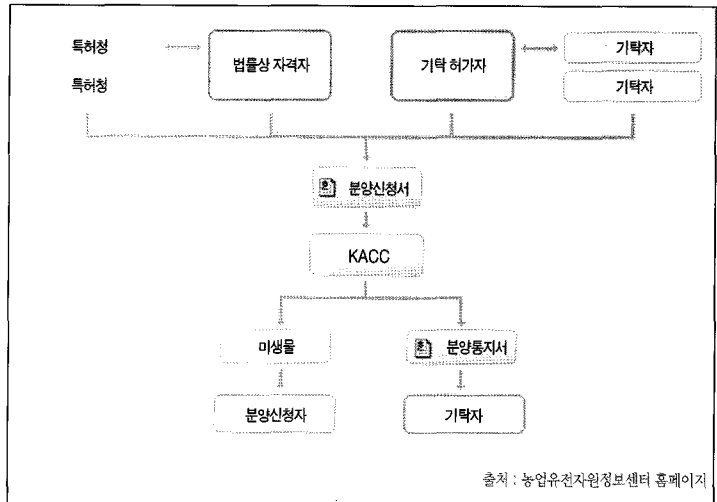 특허청
법률상 자격자
기탁 허가자
기탁자
특허청
기탁자
분양신청서
KACC
미생물
분양통지서
분양신청자
기탁자
출처 : 농업유전자원정보센터 홈페이지